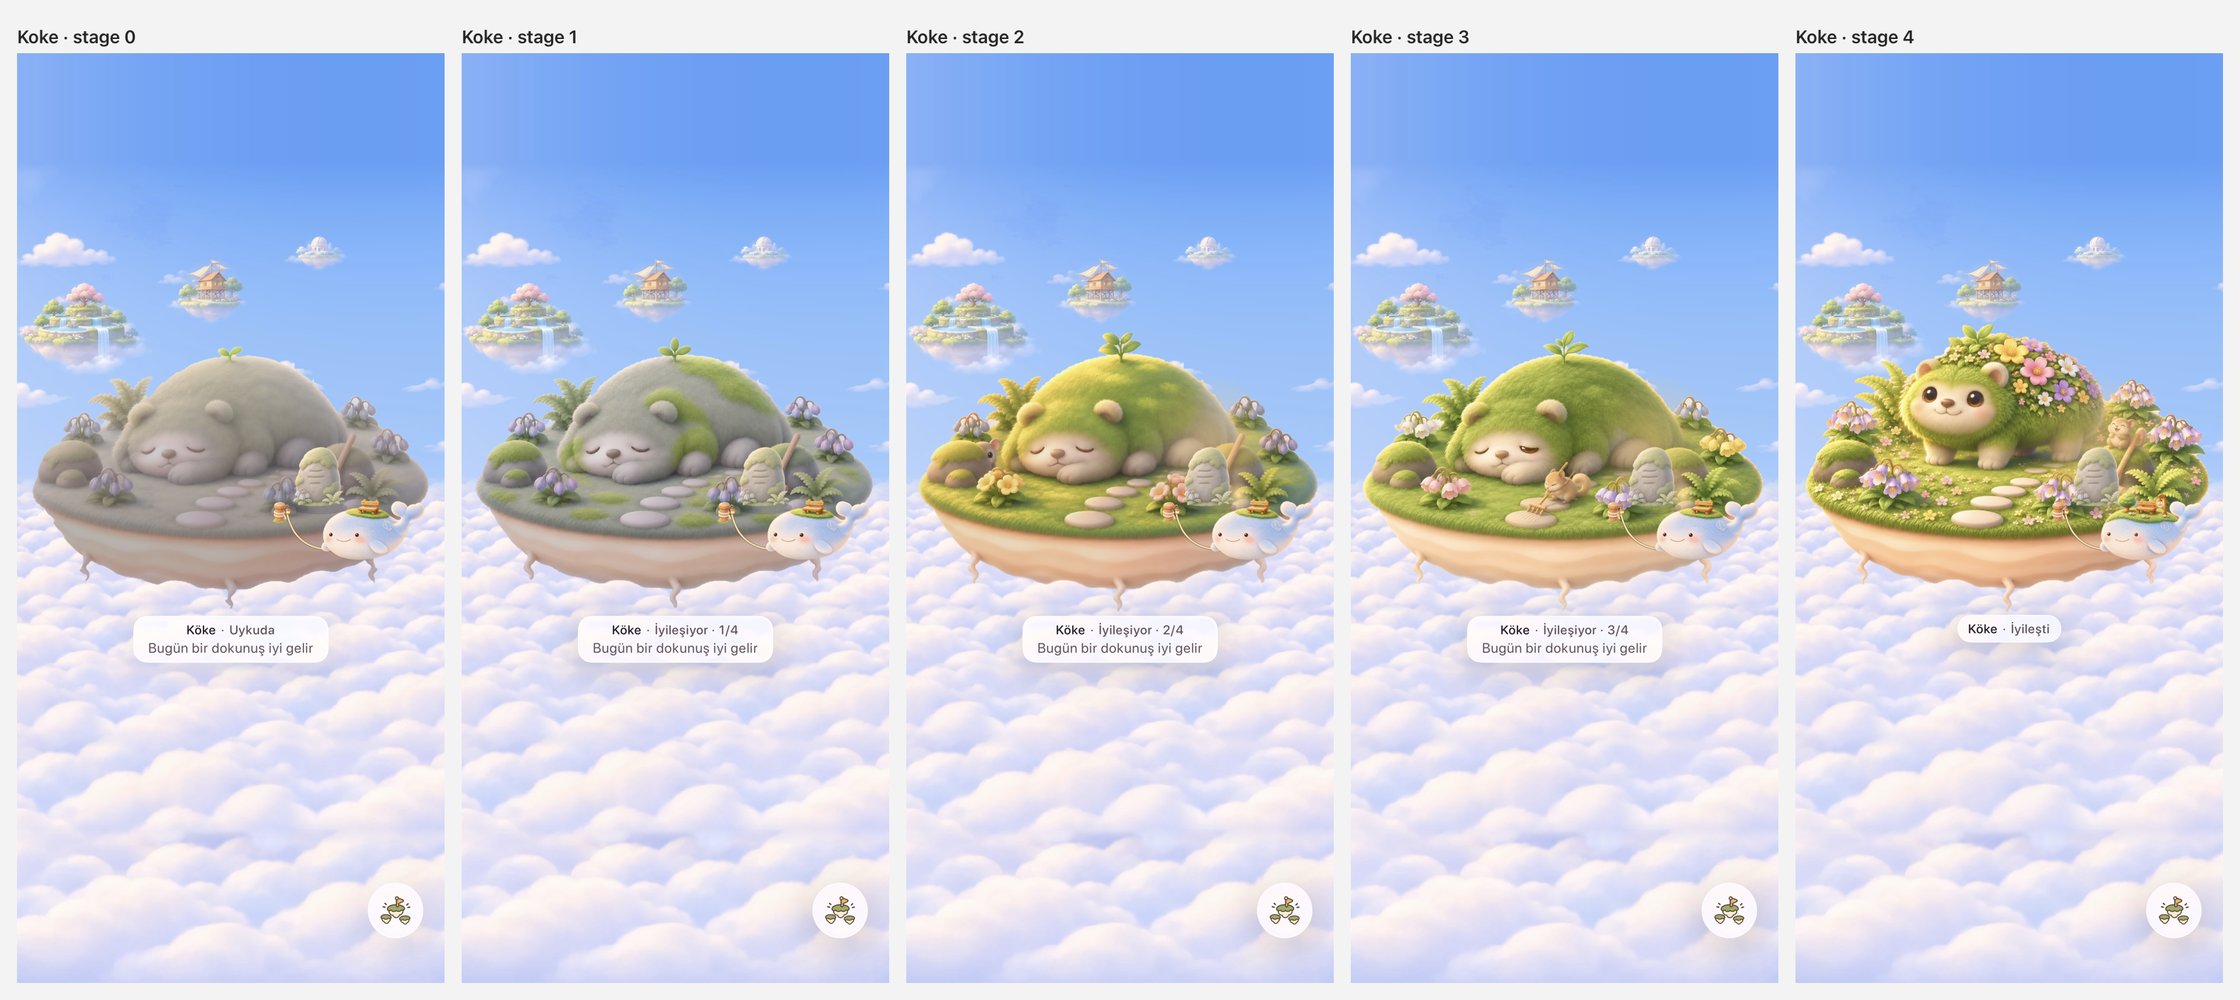 Koke · stage 0
Koke · stage 1
Koke · stage 2
Koke · stage 3
Koke · stage 4
Köke · Uykuda
Bugün bir dokunuş iyi gelir
Köke · İyileşiyor · 1/4
Bugün bir dokunuş iyi gelir
Köke · İyileşiyor · 2/4
Bugün bir dokunuş iyi gelir
Köke · İyileşiyor · 3/4
Bugün bir dokunuş iyi gelir
Köke · İyileşti